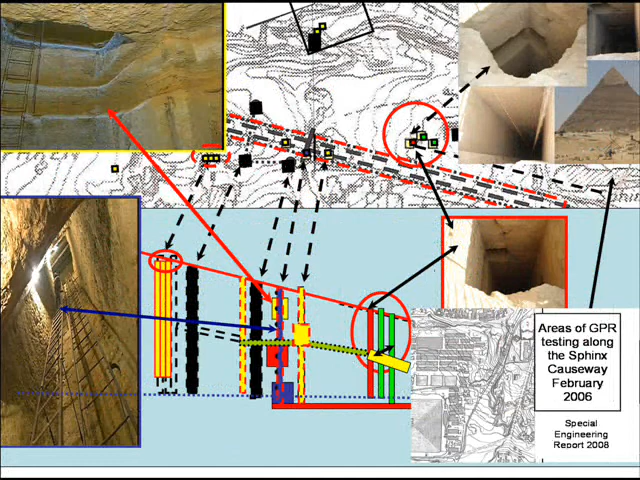 Areas of GPR
testing along
the Sphinx
Causeway
February
2006
Special
Engineering
Report 2008